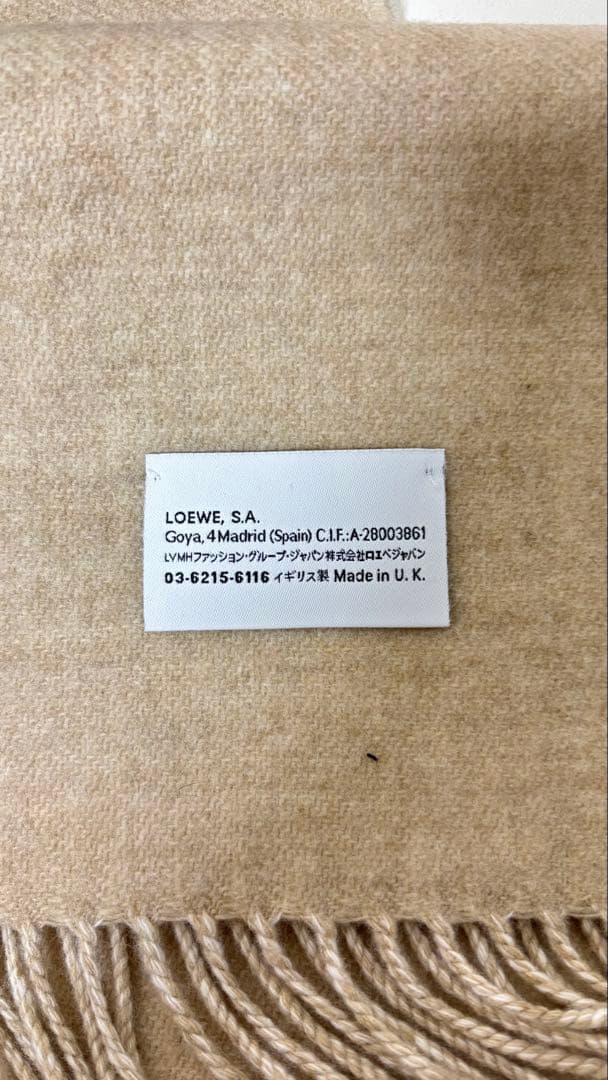 LOEWE, S.A.
Goya, 4 Madrid (Spain) C.I.F.:A-28003861
LVMHファッション・グループ・ジャパン株式会社ロエベジャパン
03-6215-6116 イギリス製 Made in U. K.